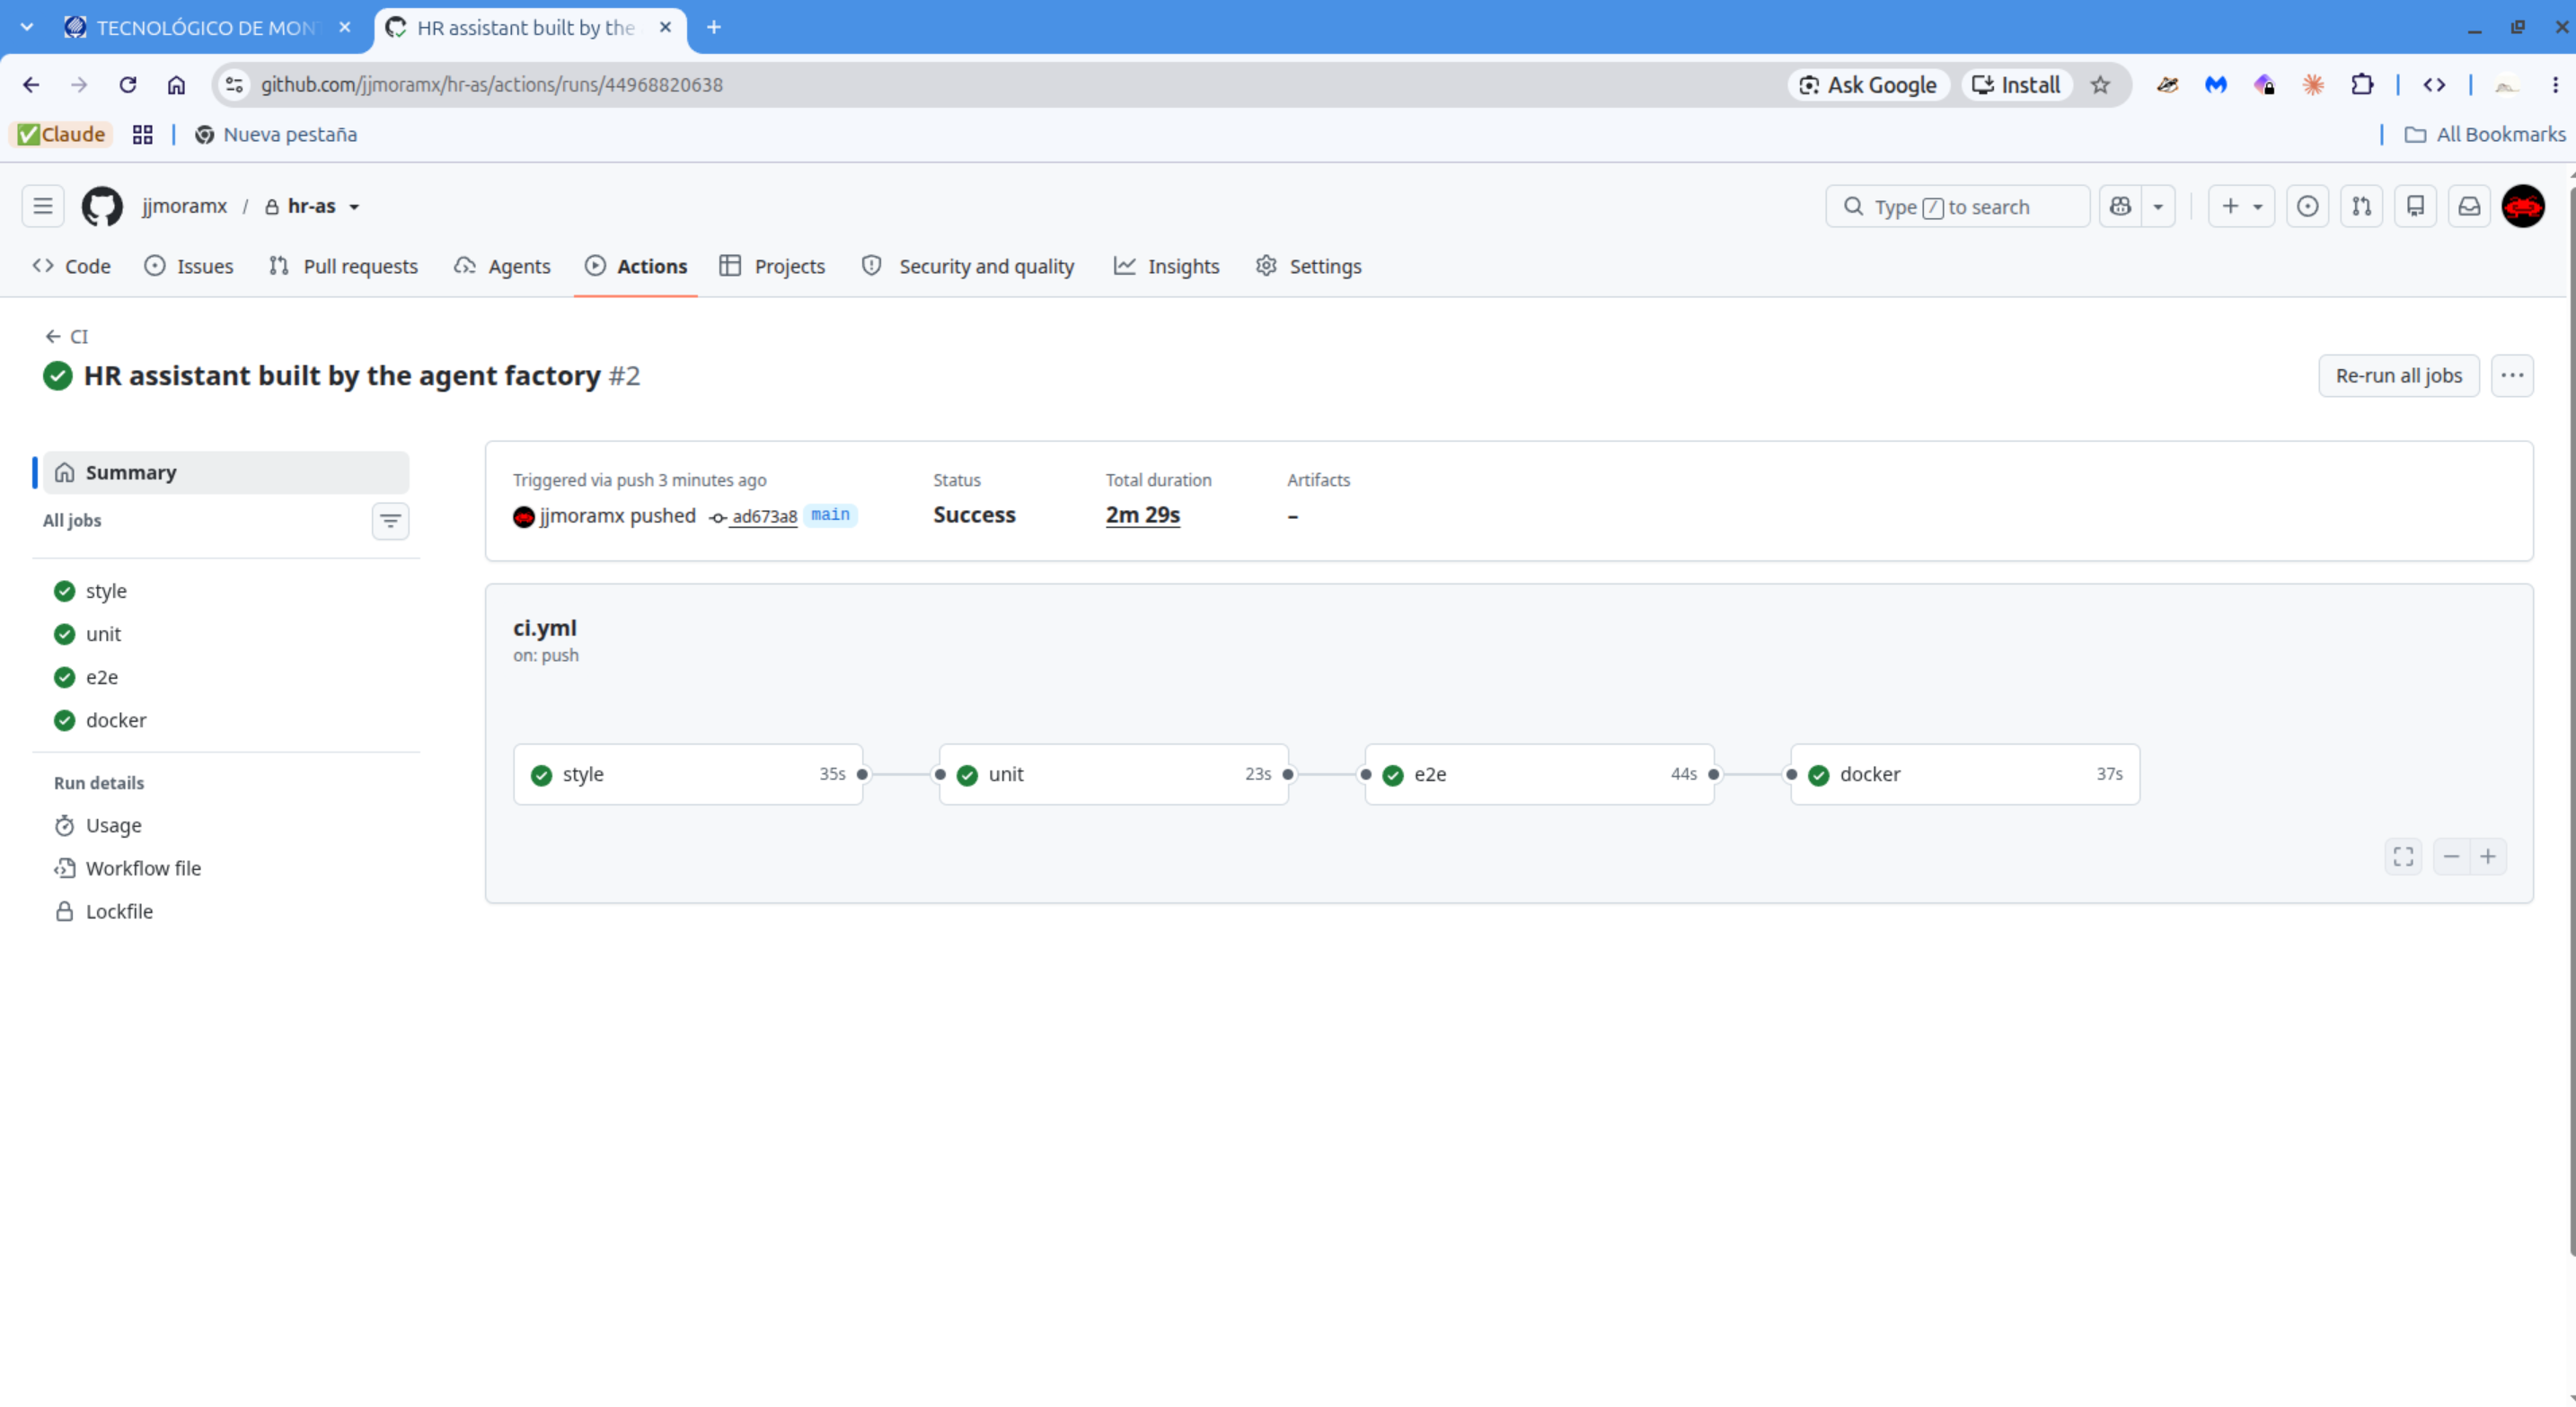 TECNOLÓGICO DE MON
HR assistant built by the
github.com/jjmoramx/hr-as/actions/runs/44968820638
Ask Google
Install
Claude
Nueva pestaña
All Bookmarks
jjmoramx / hr-as
Type / to search
Code
Issues
Pull requests
Agents
Actions
Projects
Security and quality
Insights
Settings
← CI
HR assistant built by the agent factory #2
Re-run all jobs
Summary
All jobs
style
unit
e2e
docker
Run details
Usage
Workflow file
Lockfile
Triggered via push 3 minutes ago
jjmoramx pushed ad673a8 main
Status
Success
Total duration
2m 29s
Artifacts
–
ci.yml
on: push
style 35s
unit 23s
e2e 44s
docker 37s